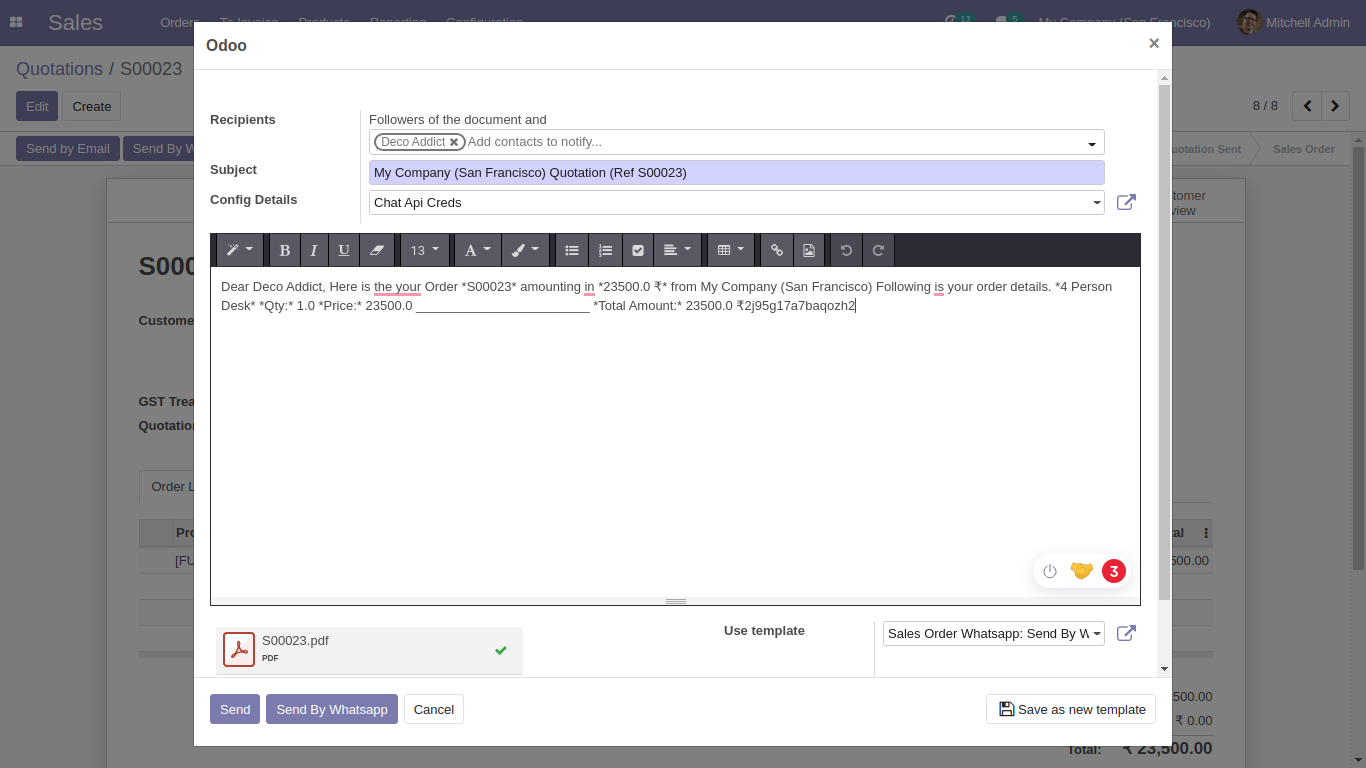 Sales
Orders To Invoice Products Reporting Configuration
13
5
My Company (San Francisco)
Mitchell Admin
Odoo
×
Quotations / S00023
Edit
Create
8 / 8
Send by Email
Send By W
uotation Sent
Sales Order
Recipients
Followers of the document and
Deco Addict
Add contacts to notify...
Subject
My Company (San Francisco) Quotation (Ref S00023)
Config Details
Chat Api Creds
tomer
view
B I U 13 A
Dear Deco Addict, Here is the your Order *S00023* amounting in *23500.0 ₹* from My Company (San Francisco) Following is your order details. *4 Person
Desk* *Qty:* 1.0 *Price:* 23500.0 ________________________ *Total Amount:* 23500.0 ₹2j95g17a7baqozh2
S000
Custome
GST Trea
Quotation
Order L
Pro
al
[FU
500.00
3
S00023.pdf
PDF
Use template
Sales Order Whatsapp: Send By W
500.00
₹ 0.00
Total:
₹ 23,500.00
Send
Send By Whatsapp
Cancel
Save as new template